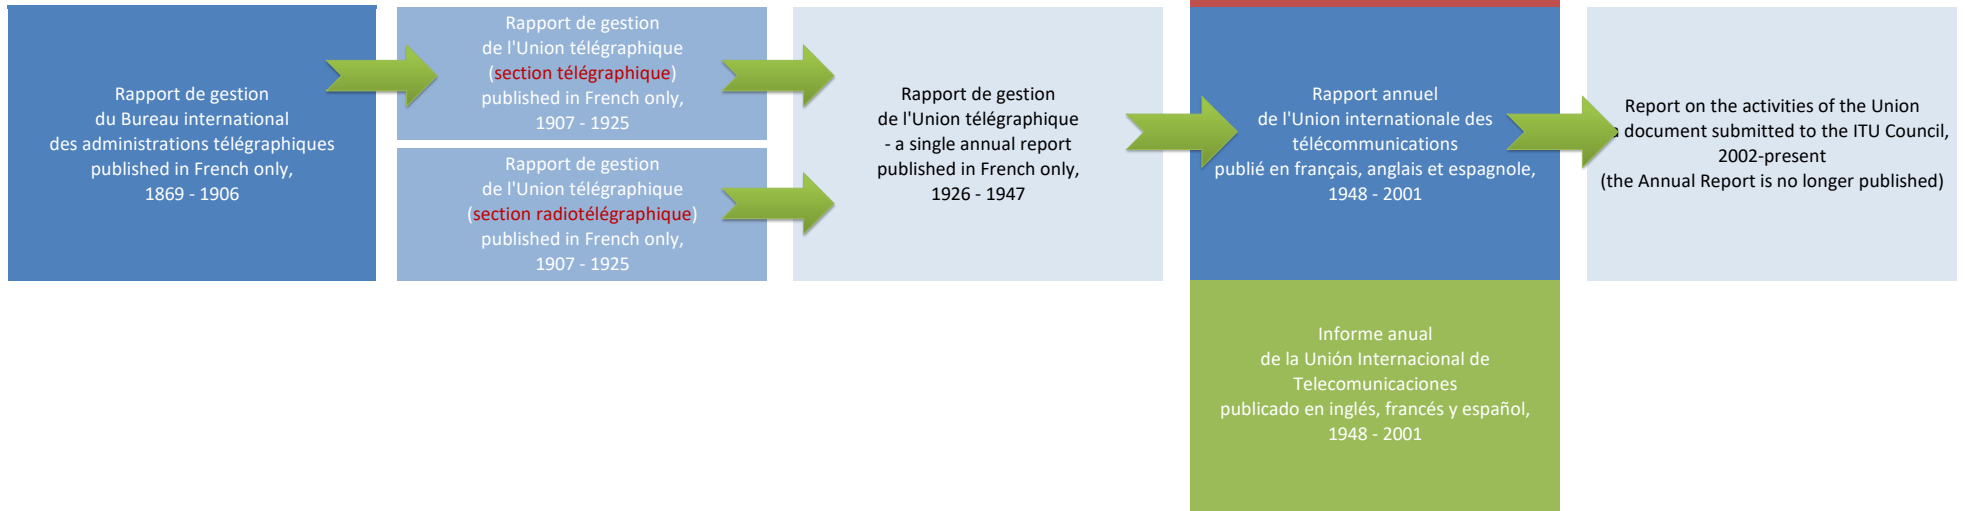 Rapport de gestion
du Bureau international
des administrations télégraphiques
published in French only,
1869 - 1906
Rapport de gestion
de l'Union télégraphique
(section télégraphique)
published in French only,
1907 - 1925
Rapport de gestion
de l'Union télégraphique
(section radiotélégraphique)
published in French only,
1907 - 1925
Rapport de gestion
de l'Union télégraphique
- a single annual report
published in French only,
1926 - 1947
Rapport annuel
de l'Union internationale des
télécommunications
publié en français, anglais et espagnole,
1948 - 2001
Informe anual
de la Unión Internacional de
Telecomunicaciones
publicado en inglés, francés y español,
1948 - 2001
Report on the activities of the Union
document submitted to the ITU Council,
2002-present
(the Annual Report is no longer published)